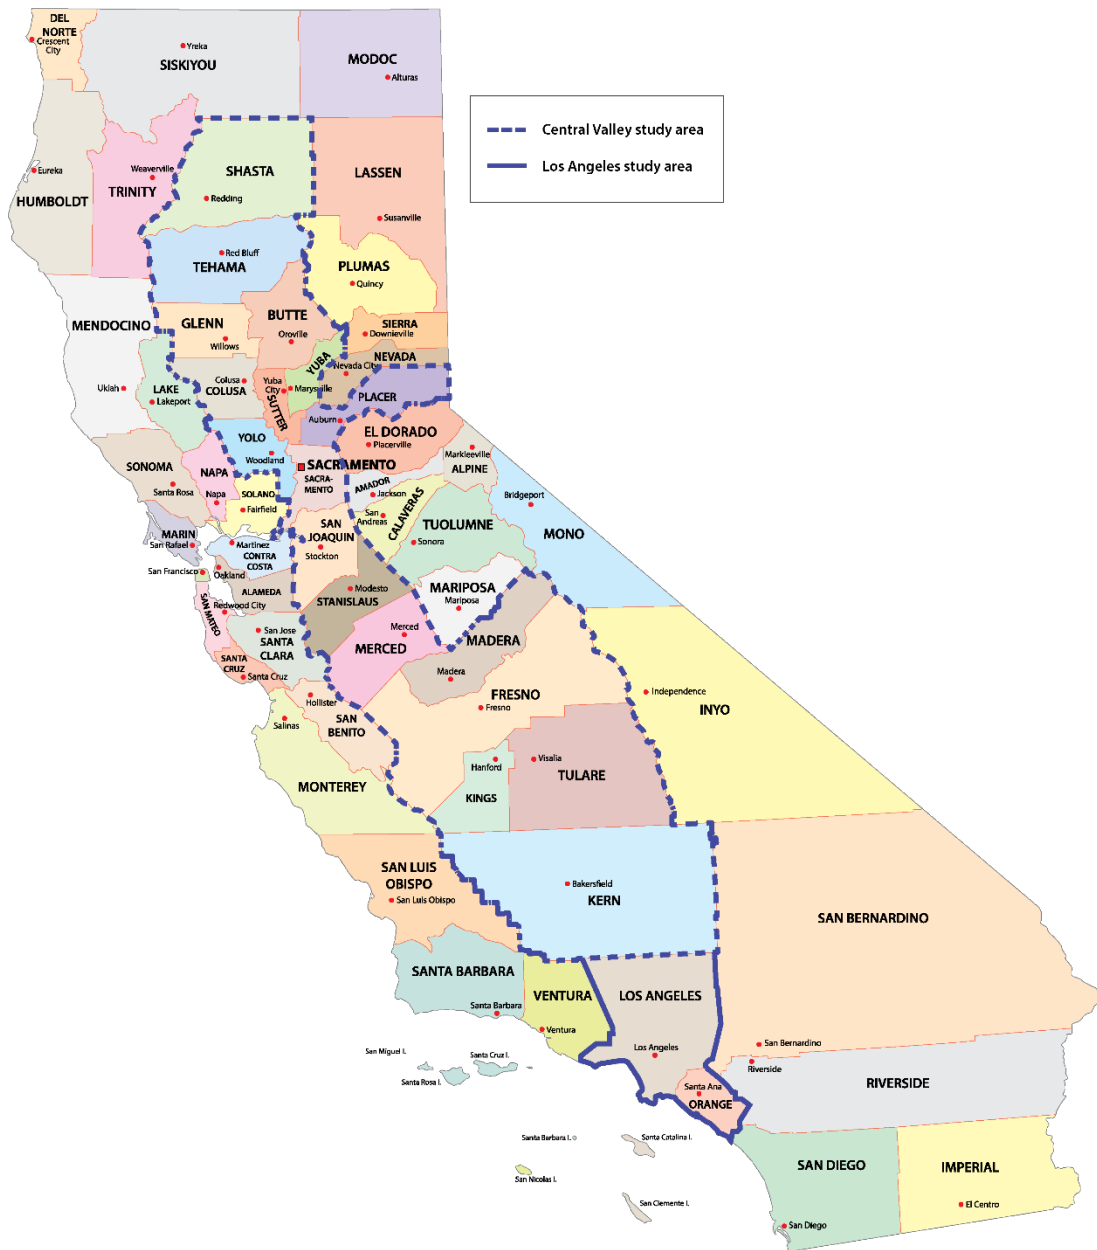 DEL
NORTE
Crescent
City
Yreka
SISKIYOU
MODOC
Alturas
Central Valley study area
Los Angeles study area
Eureka
HUMBOLDT
Weaverville
TRINITY
SHASTA
Redding
LASSEN
Susanville
Red Bluff
TEHAMA
PLUMAS
Quincy
MENDOCINO
Ukiah
GLENN
Willows
BUTTE
Oroville
SIERRA
Downieville
NEVADA
Nevada City
YUBA
Marysville
LAKE
Lakeport
Colusa
COLUSA
Yuba
City
SUTTER
PLACER
Auburn
EL DORADO
Placerville
YOLO
Woodland
SACRAMENTO
SACRA-
MENTO
SONOMA
Santa Rosa
NAPA
Napa
SOLANO
Fairfield
AMADOR
Jackson
Markleeville
ALPINE
San
Andreas
CALAVERAS
Bridgeport
MONO
TUOLUMNE
Sonora
MARIN
San Rafael
Martinez
CONTRA
COSTA
SAN
JOAQUIN
Stockton
San Francisco
Oakland
ALAMEDA
Redwood City
SAN MATEO
Modesto
STANISLAUS
MARIPOSA
Mariposa
San Jose
SANTA
CLARA
Merced
MERCED
MADERA
Madera
SANTA
CRUZ
Santa Cruz
Hollister
SAN
BENITO
Salinas
MONTEREY
FRESNO
Fresno
Independence
INYO
Hanford
KINGS
Visalia
TULARE
SAN LUIS
OBISPO
San Luis Obispo
Bakersfield
KERN
SAN BERNARDINO
San Bernardino
SANTA BARBARA
Santa Barbara
VENTURA
Ventura
LOS ANGELES
Los Angeles
San Miguel I.
Santa Rosa I.
Santa Cruz I.
Santa Ana
ORANGE
Riverside
RIVERSIDE
Santa Barbara I.
Santa Catalina I.
San Nicolas I.
San Clemente I.
SAN DIEGO
San Diego
IMPERIAL
El Centro